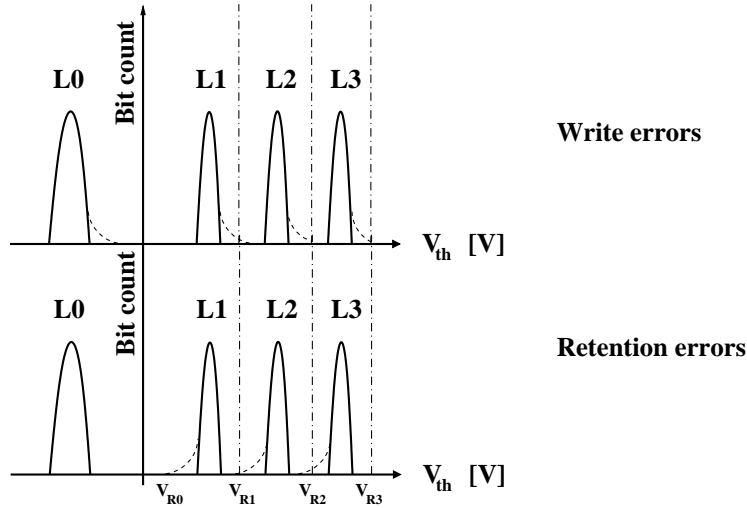 Bit count
L0
L1
L2
L3
Write errors
V_th [V]
Bit count
L0
L1
L2
L3
Retention errors
V_R0
V_R1
V_R2
V_R3
V_th [V]